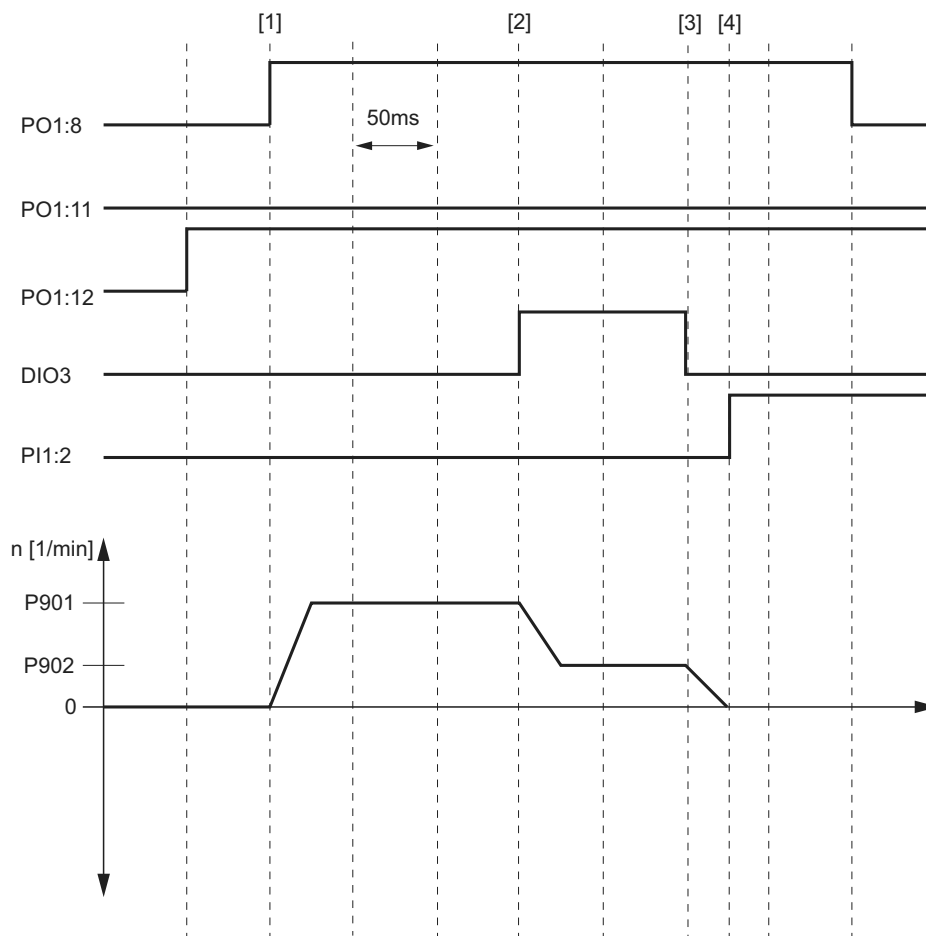 [1] [2] [3] [4]
PO1:8
50ms
PO1:11
PO1:12
DIO3
PI1:2
n [1/min]
P901
P902
0